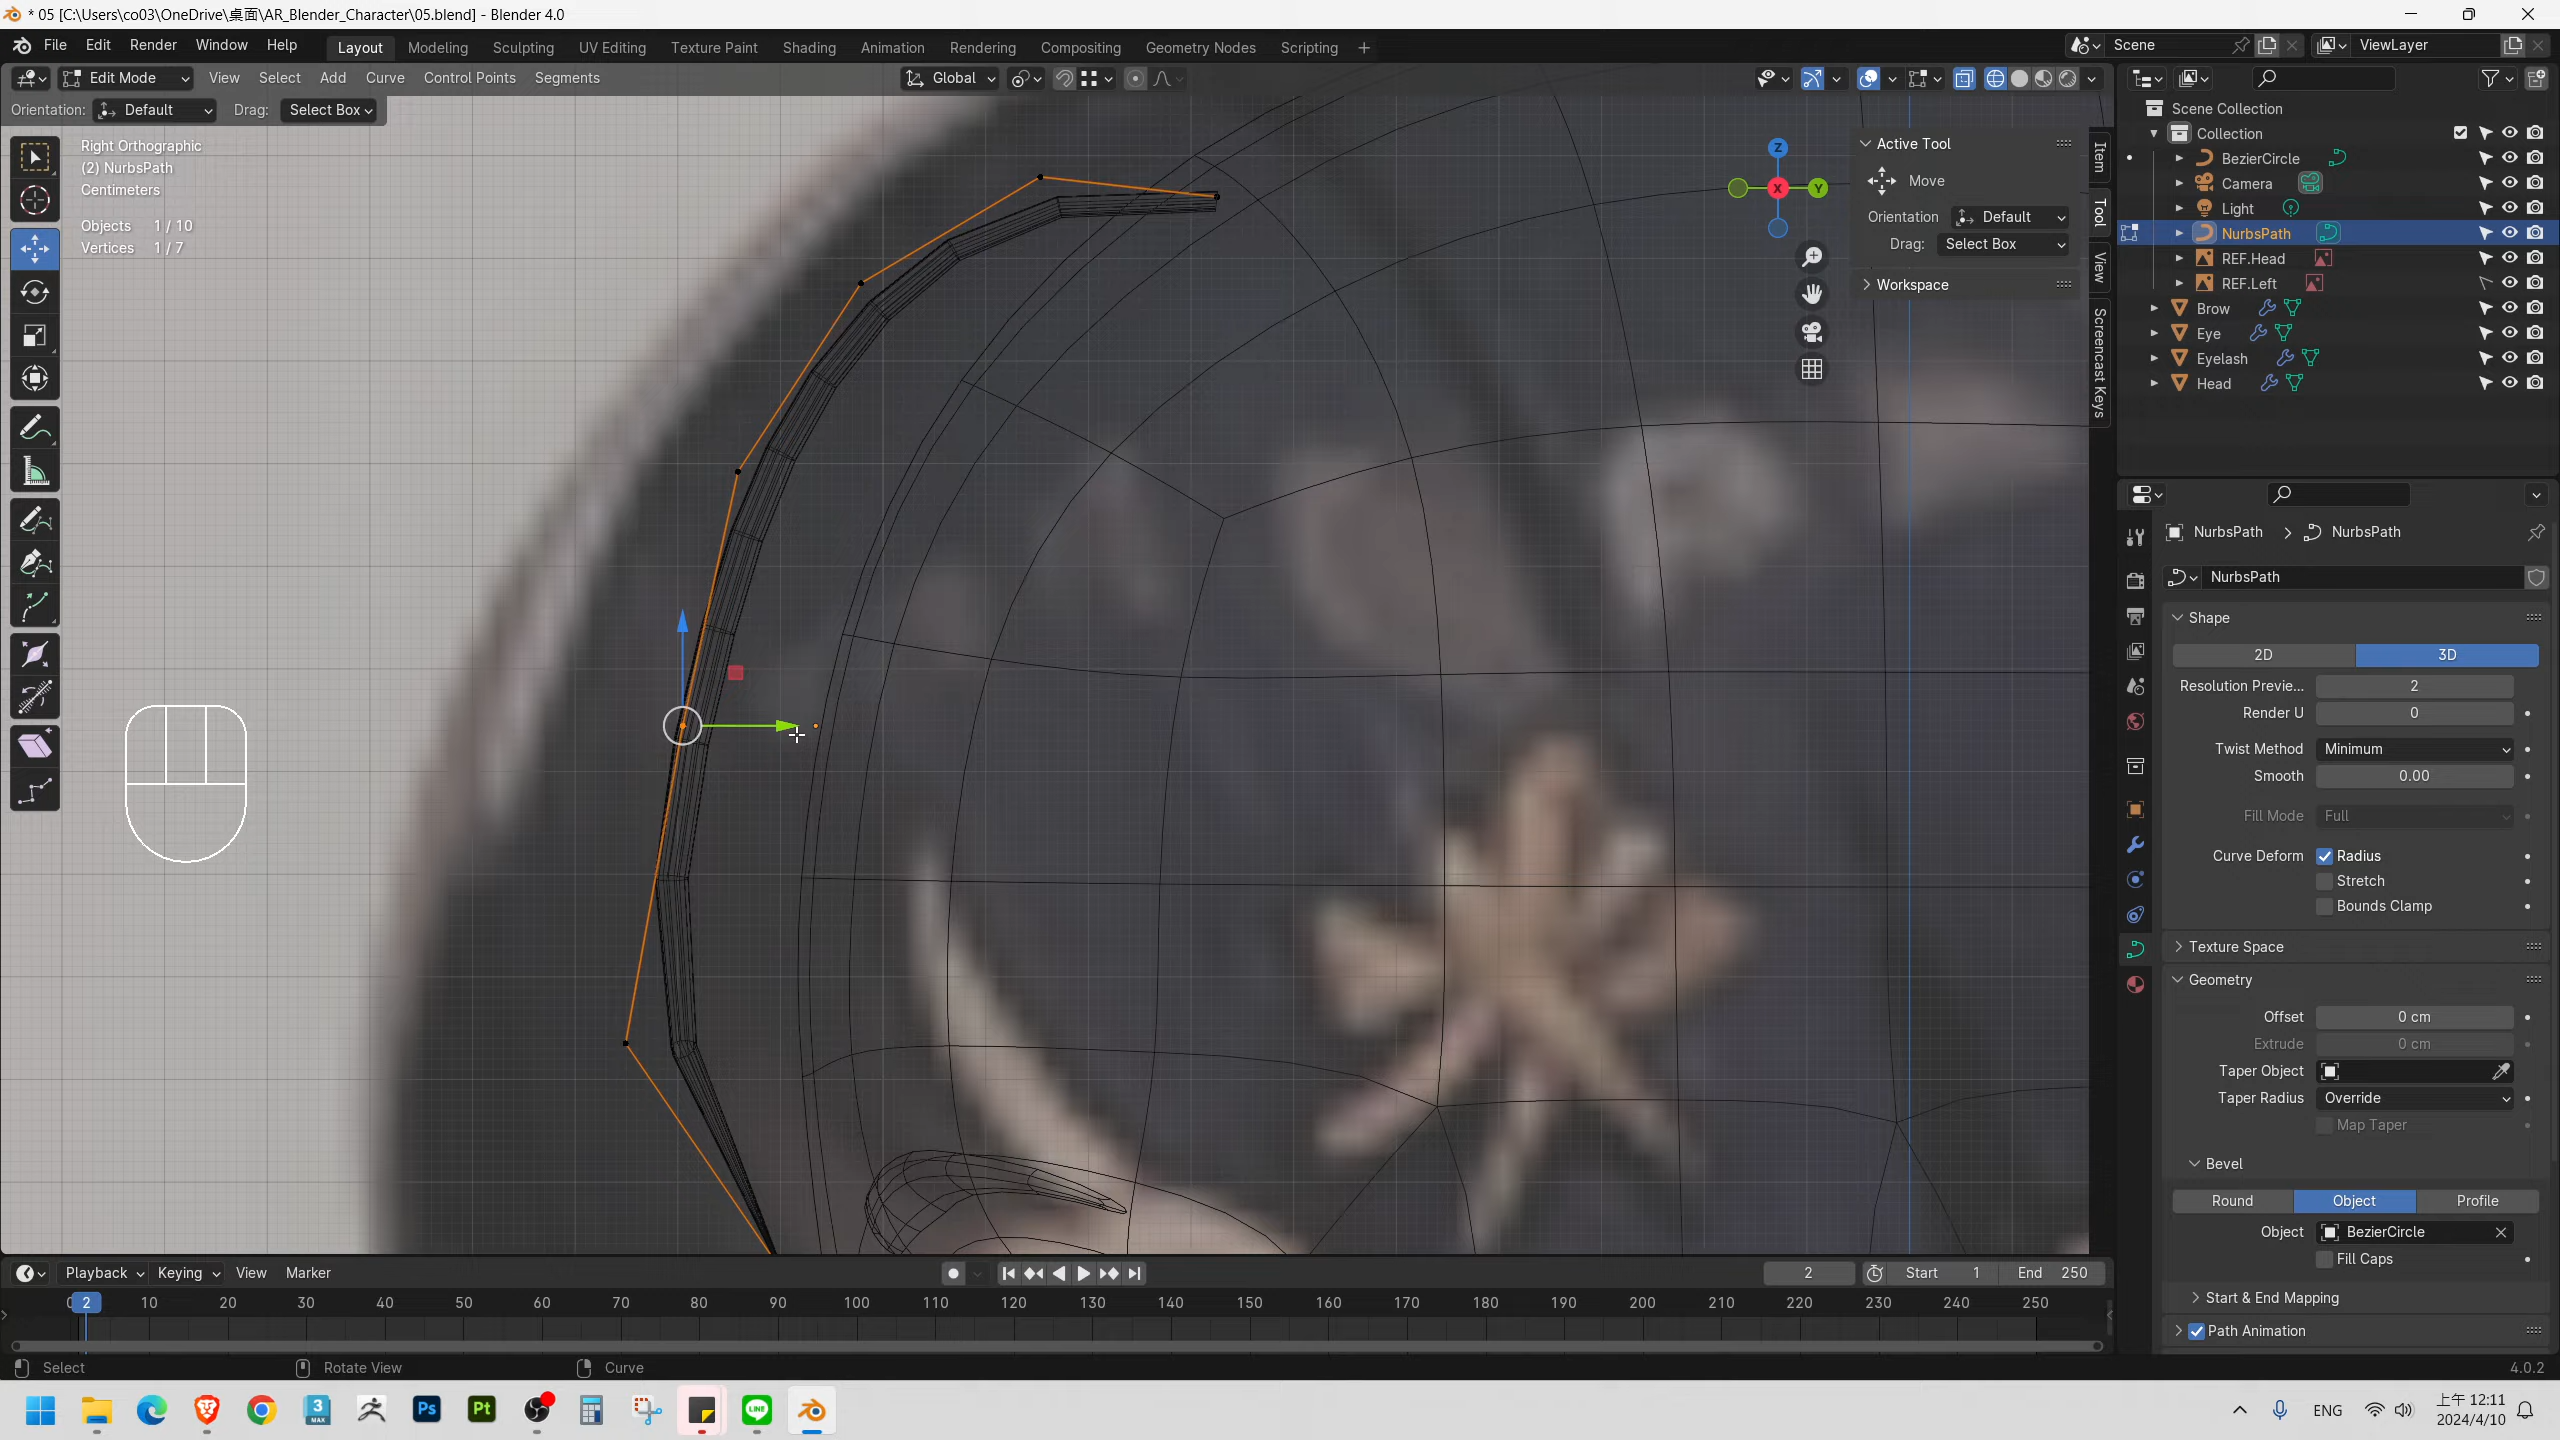 * 05 [C:\Users\co03\OneDrive\桌面\AR_Blender_Character\05.blend] - Blender 4.0
File Edit Render Window Help
Layout Modeling Sculpting UV Editing Texture Paint Shading Animation Rendering Compositing Geometry Nodes Scripting +
Scene
ViewLayer
Edit Mode View Select Add Curve Control Points Segments
Global
Orientation: Default Drag: Select Box
Right Orthographic
(2) NurbsPath
Centimeters
Objects 1 / 10
Vertices 1 / 7
Z
X
Y
Active Tool
Move
Orientation Default
Drag: Select Box
Workspace
Item
Tool
View
Screencast Keys
Scene Collection
Collection
BezierCircle
Camera
Light
NurbsPath
REF.Head
REF.Left
Brow
Eye
Eyelash
Head
NurbsPath > NurbsPath
NurbsPath
Shape
2D 3D
Resolution Previe... 2
Render U 0
Twist Method Minimum
Smooth 0.00
Fill Mode Full
Curve Deform Radius
Stretch
Bounds Clamp
Texture Space
Geometry
Offset 0 cm
Extrude 0 cm
Taper Object
Taper Radius Override
Map Taper
Bevel
Round Object Profile
Object BezierCircle
Fill Caps
Start & End Mapping
Path Animation
Playback Keying View Marker
2 Start 1 End 250
0 2 10 20 30 40 50 60 70 80 90 100 110 120 130 140 150 160 170 180 190 200 210 220 230 240 250
Select Rotate View Curve
4.0.2
3 MAX Ps Pt LINE
ENG
上午 12:11
2024/4/10